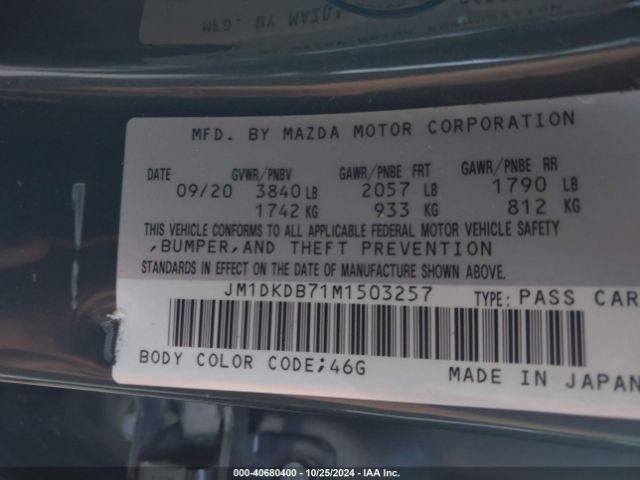 MFD. BY MAZDA MOTOR CORPORATION
DATE GVWR/PNBV GAWR/PNBE FRT GAWR/PNBE RR
09/20 3840 LB 2057 LB 1790 LB
1742 KG 933 KG 812 KG
THIS VEHICLE CONFORMS TO ALL APPLICABLE FEDERAL MOTOR VEHICLE SAFETY
,BUMPER,AND THEFT PREVENTION
STANDARDS IN EFFECT ON THE DATE OF MANUFACTURE SHOWN ABOVE.
JM1DKDB71M1503257 TYPE: PASS CAR
BODY COLOR CODE;46G MADE IN JAPAN
000-40680400 - 10/25/2024 - IAA Inc.